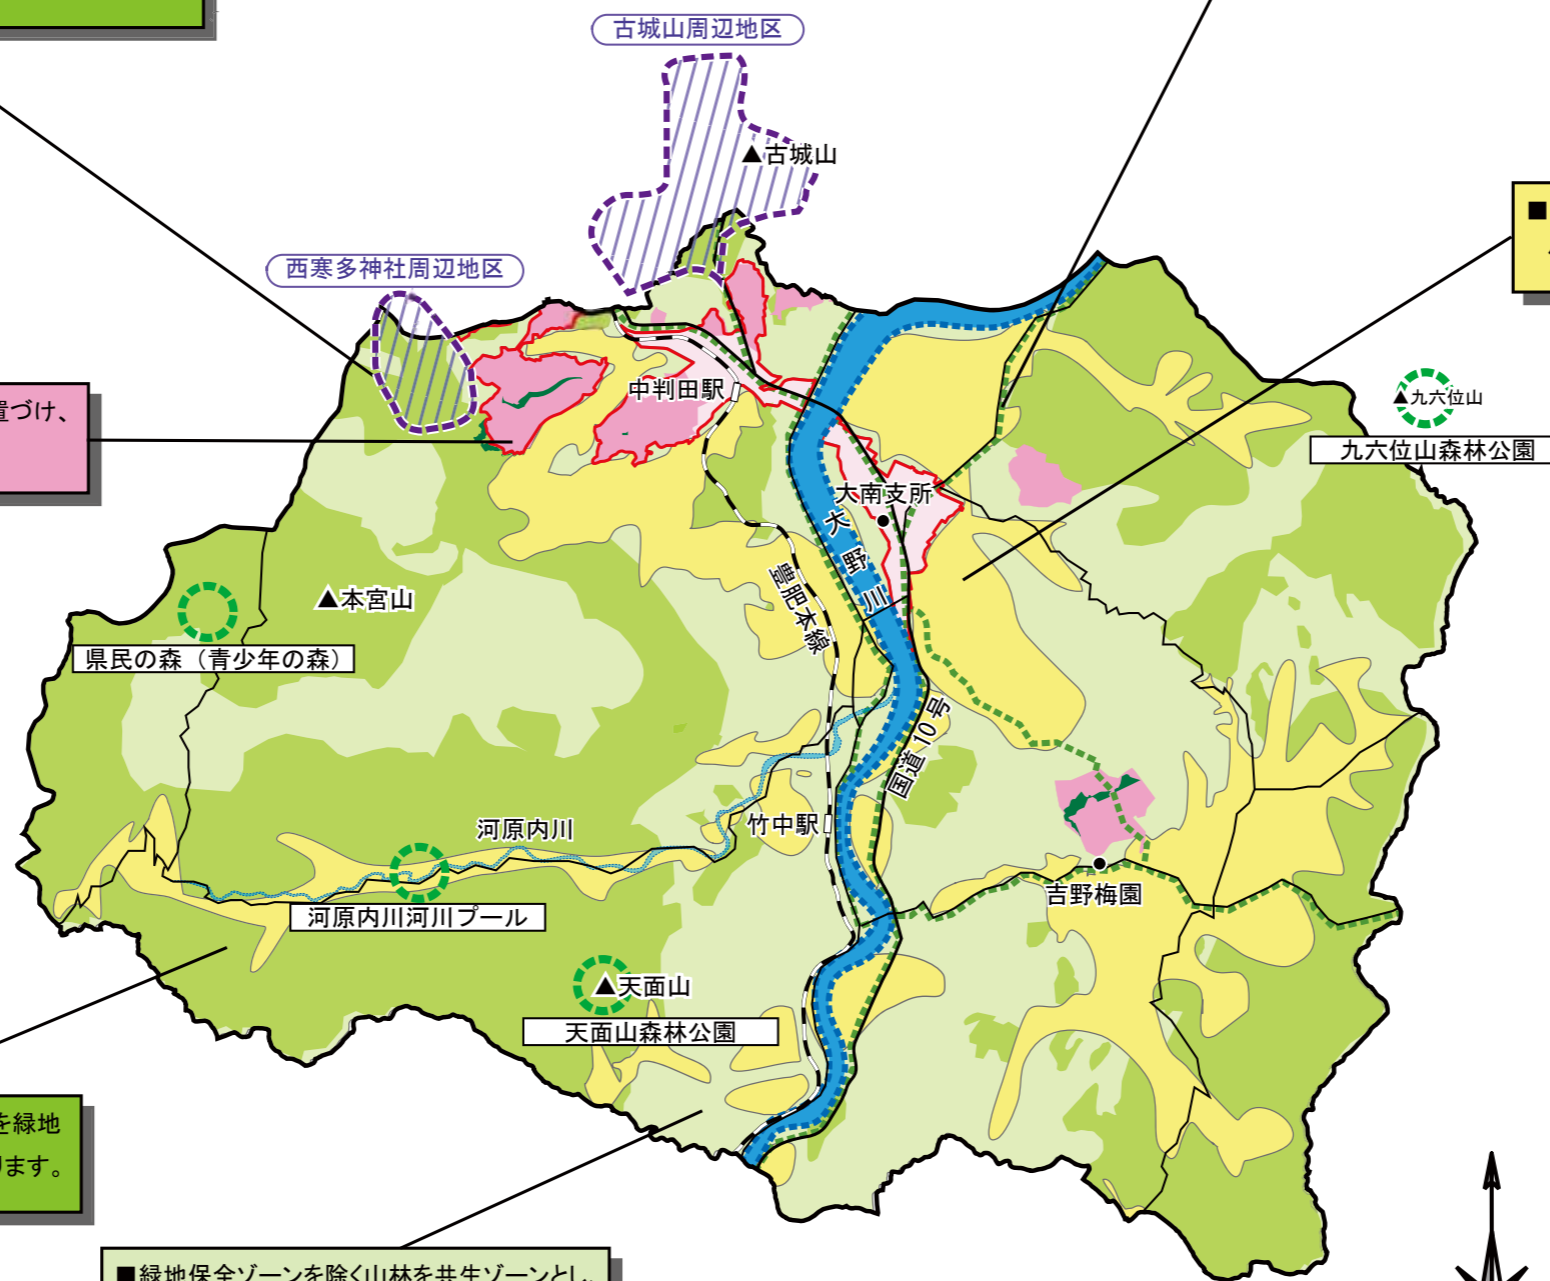 古城山周辺地区
▲古城山
西寒多神社周辺地区
■
置づけ、
中判田駅
▲九六位山
九六位山森林公園
大南支所
大野川
豊肥本線
▲本宮山
県民の森（青少年の森）
国道10号
河原内川
竹中駅
吉野梅園
河原内川河川プール
▲天面山
天面山森林公園
を緑地
ります。
■緑地保全ゾーンを除く山林を共生ゾーンとし、